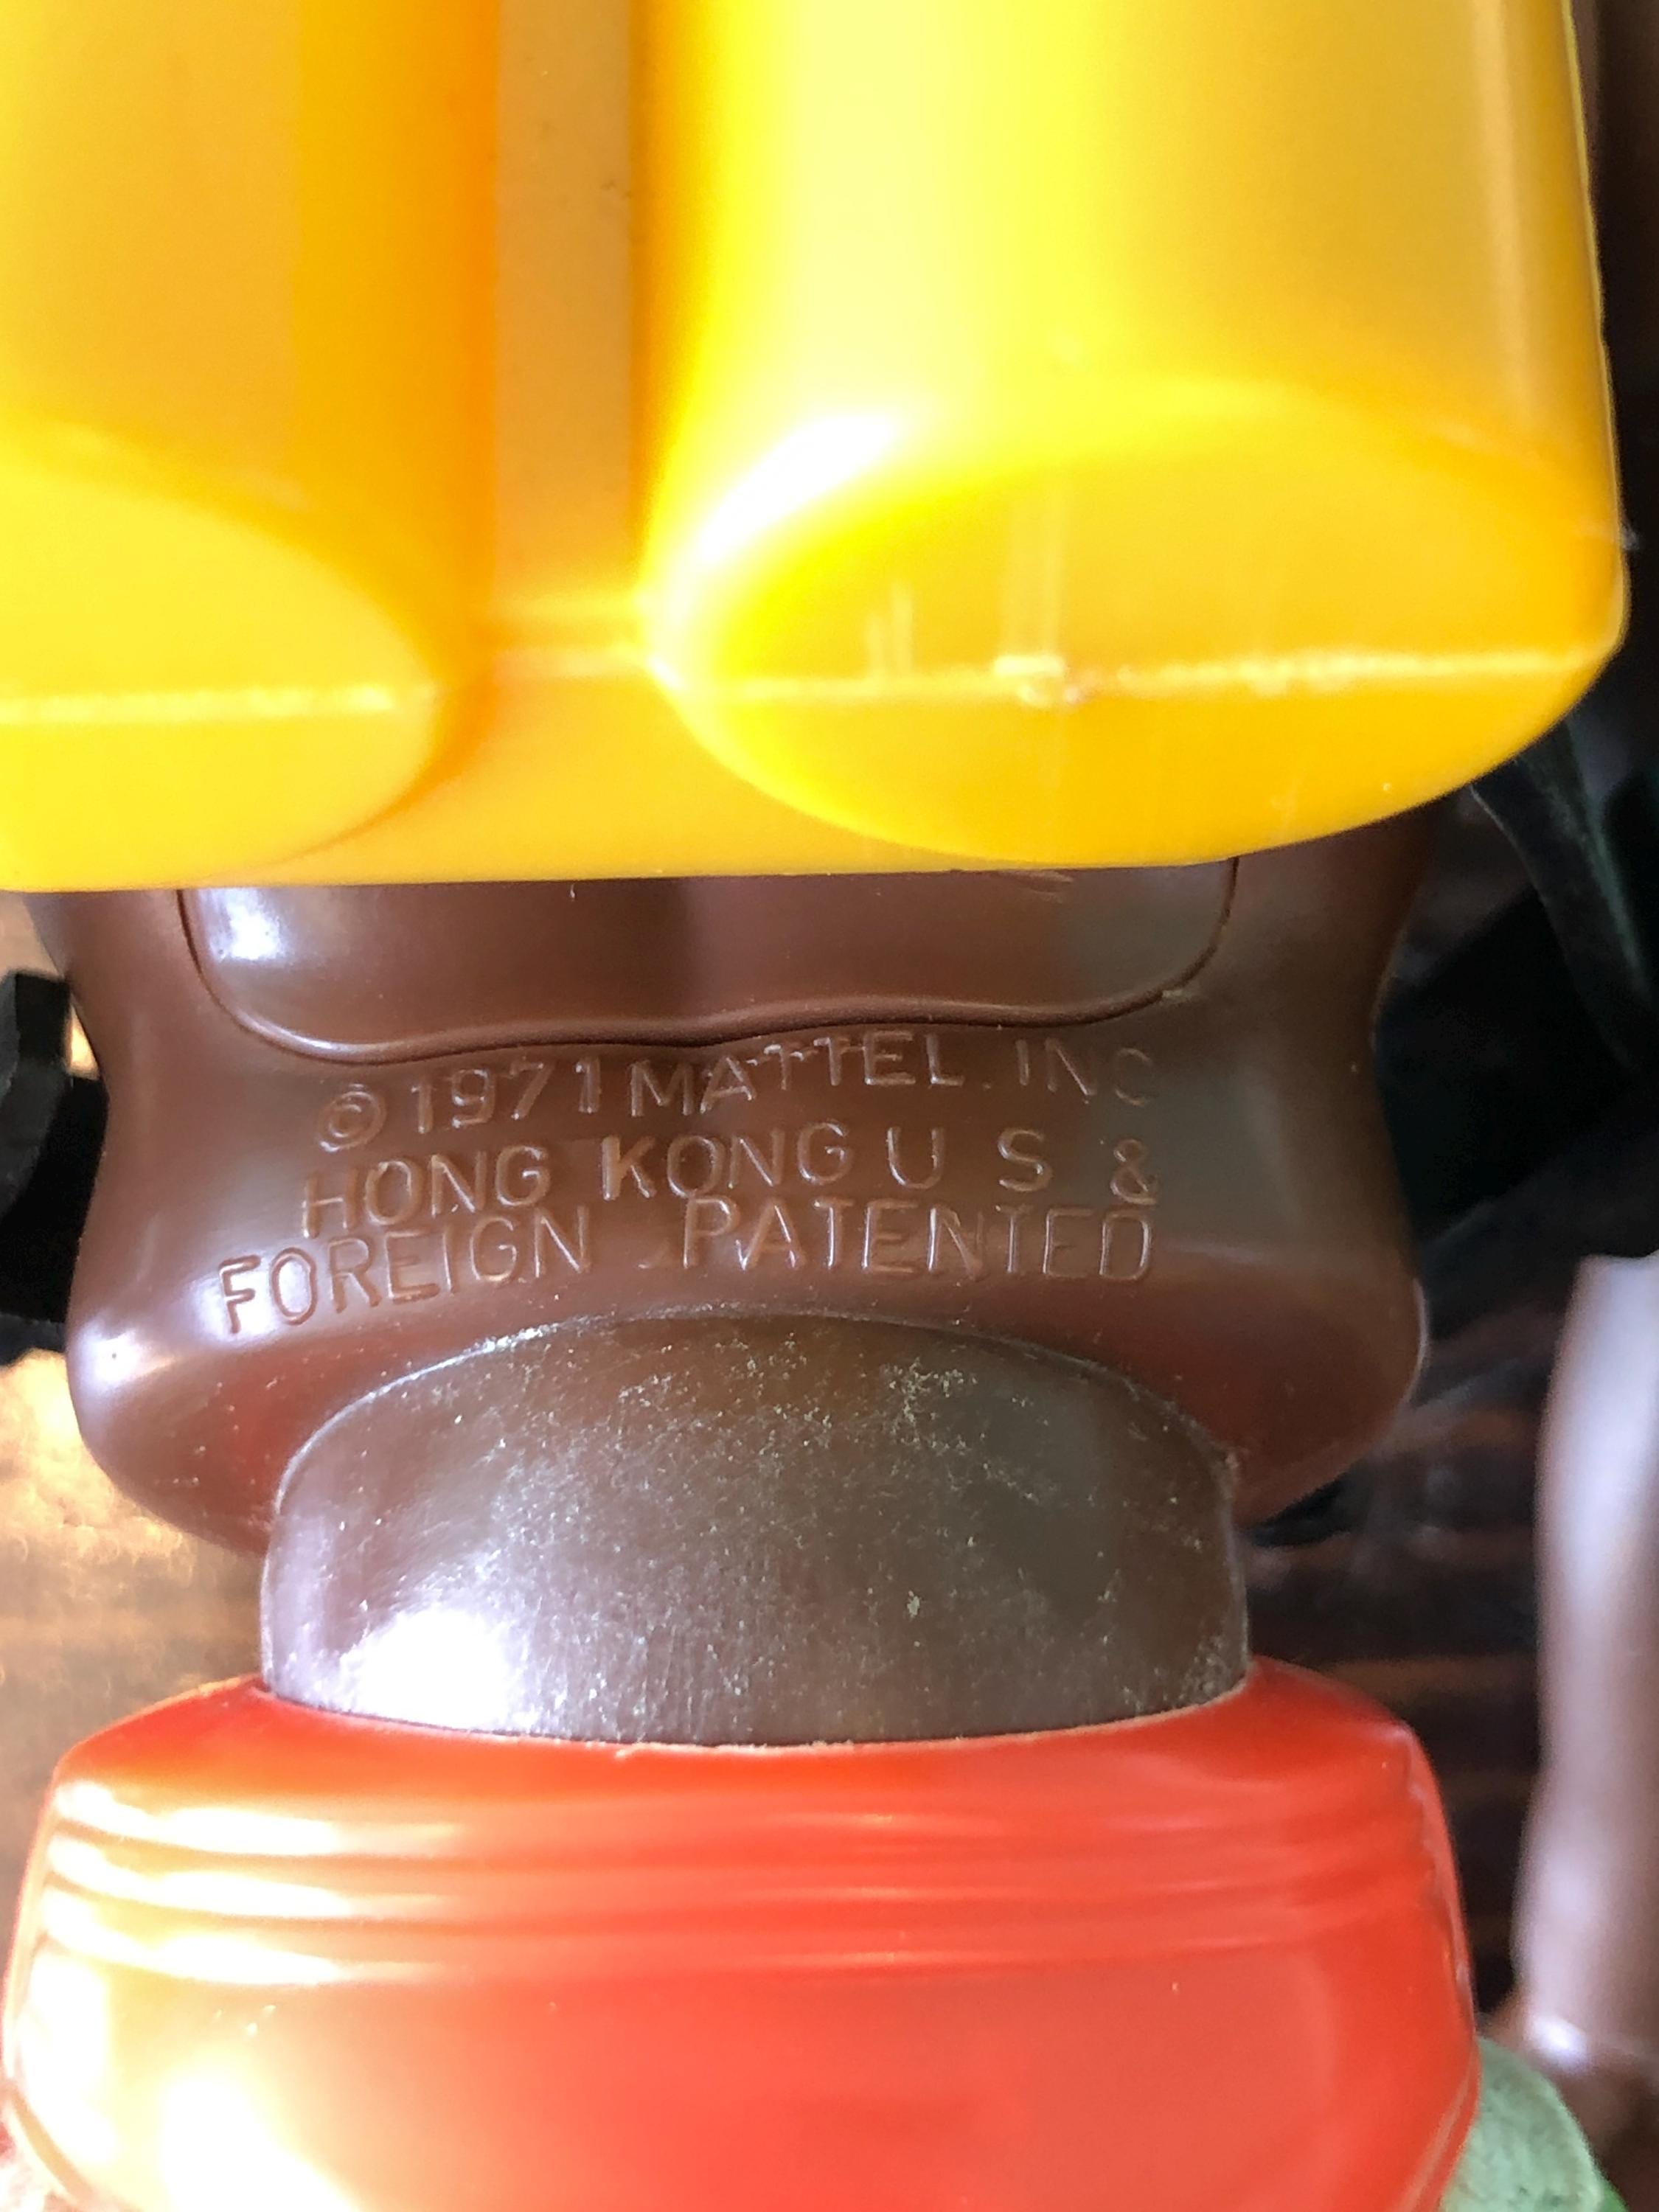 ©1971 MATTEL. INC
HONG KONG U S &
FOREIGN PATENTED